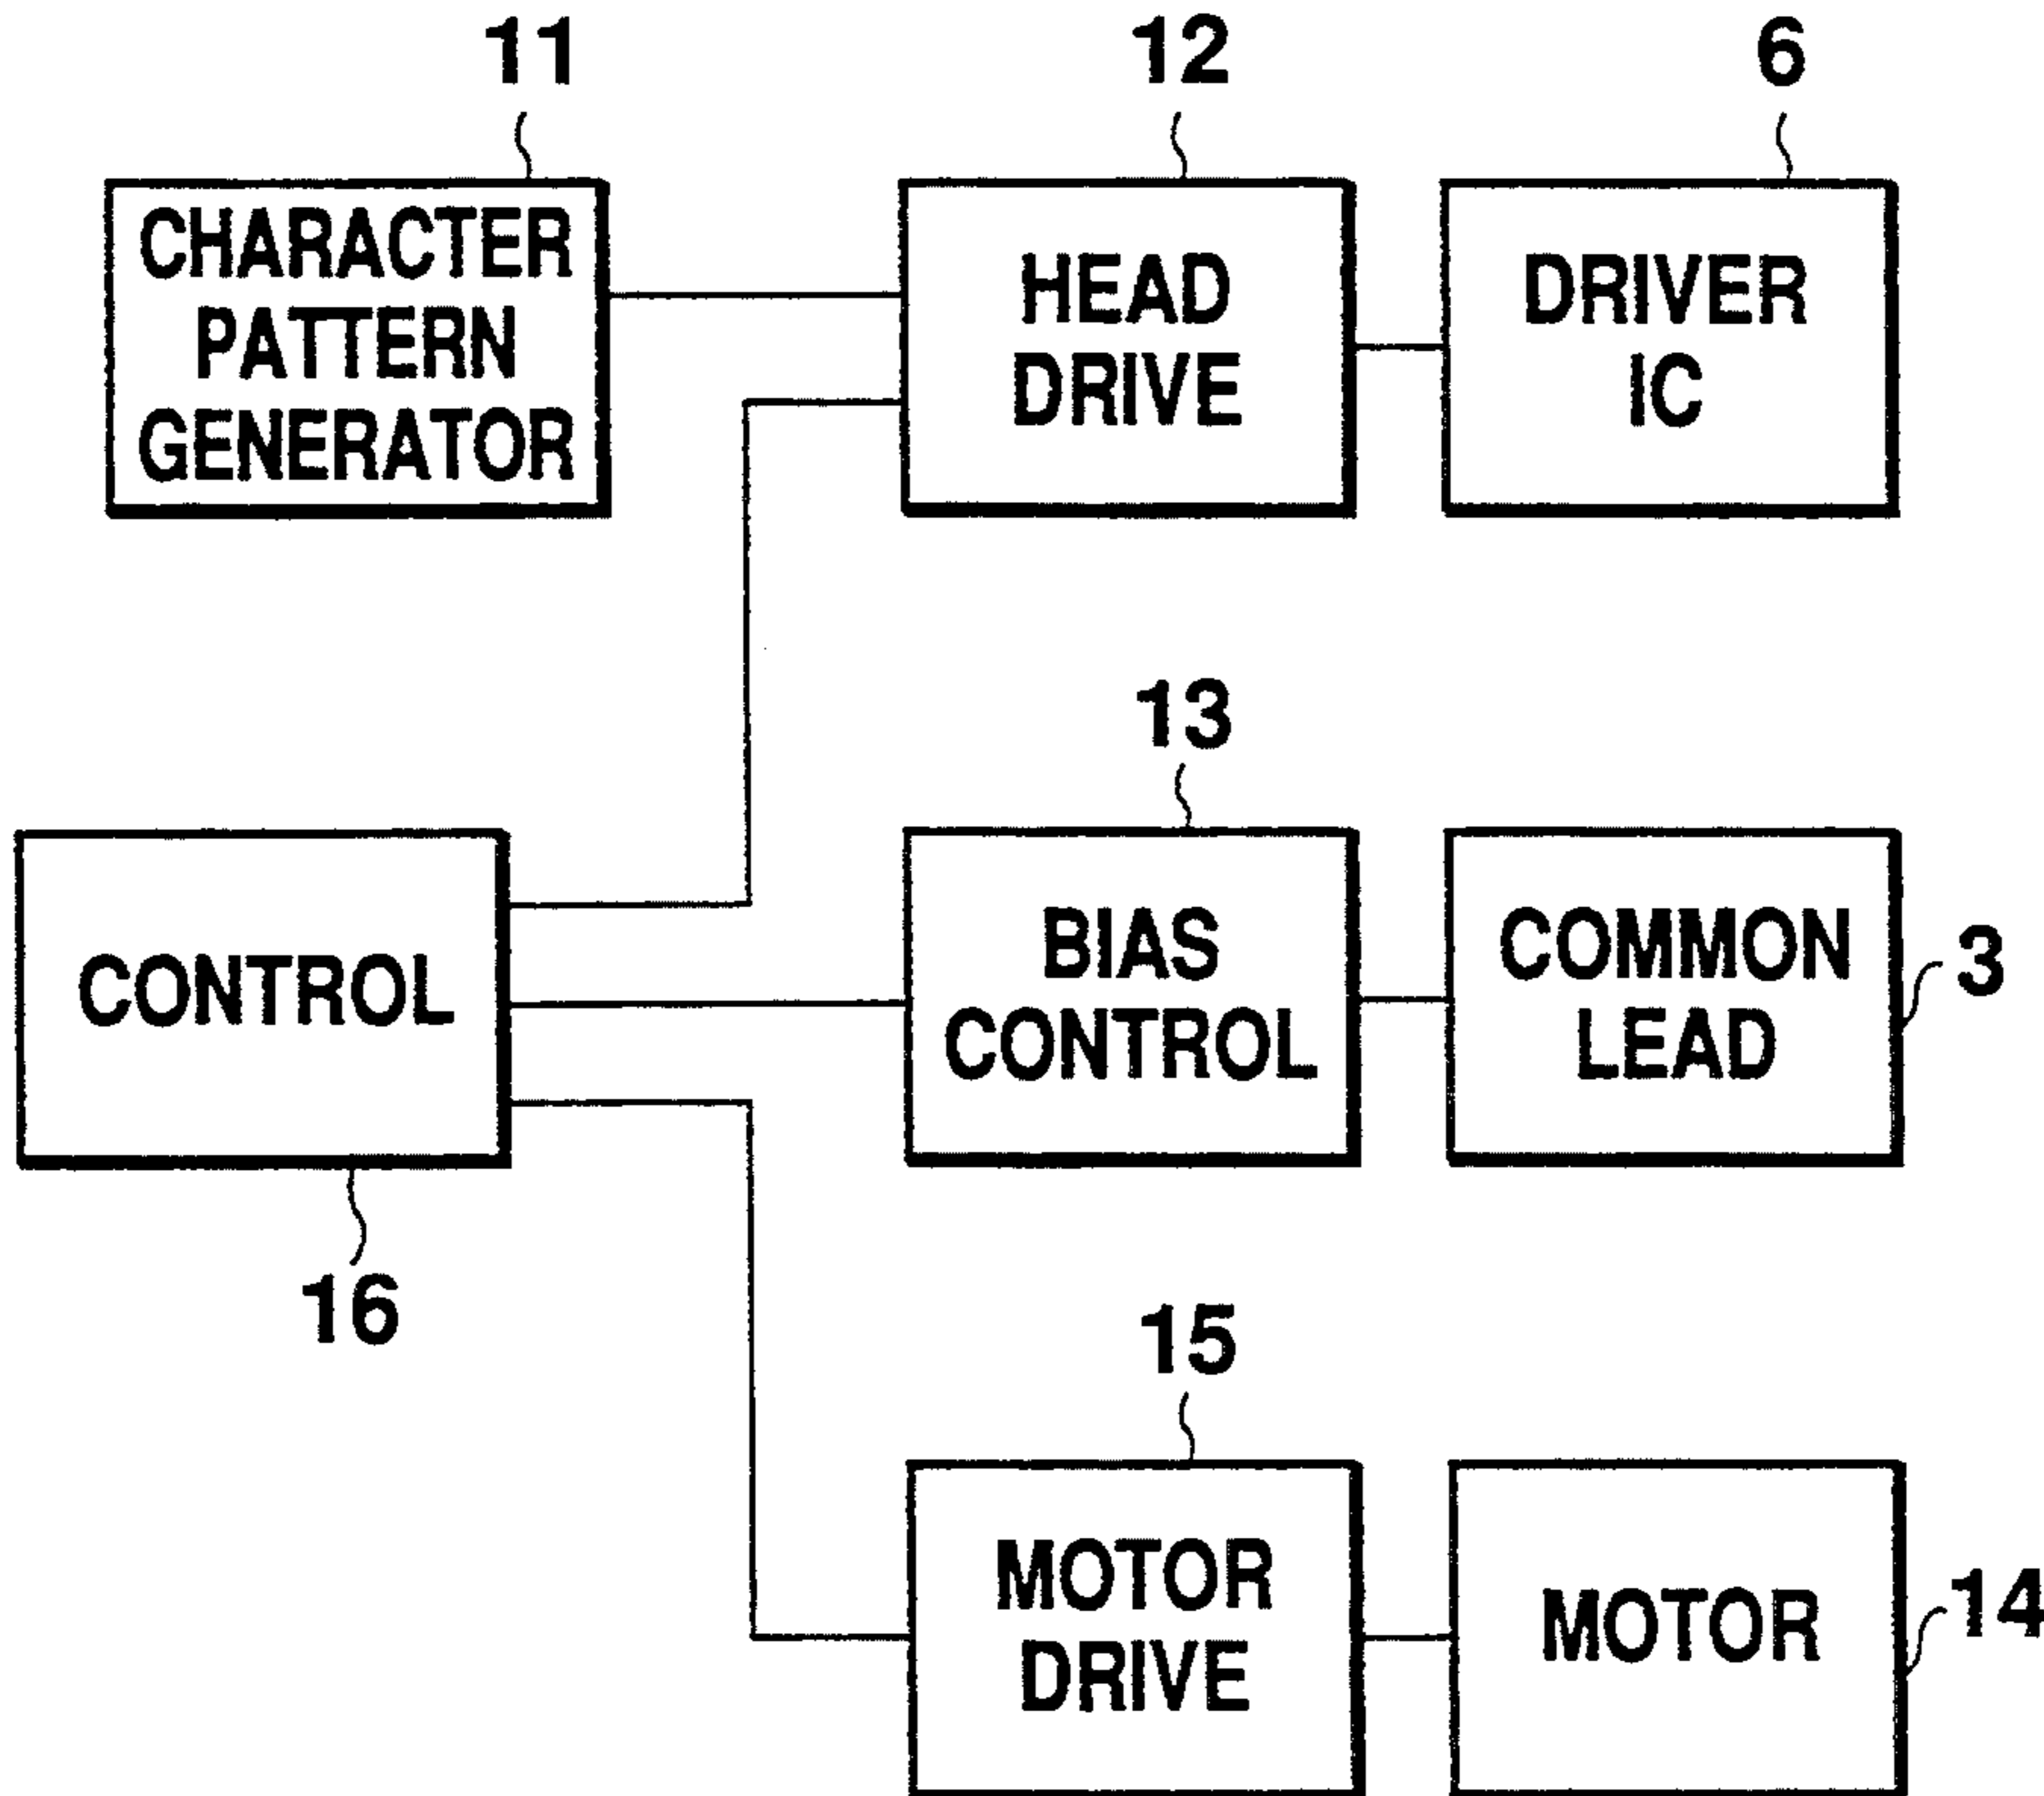 11
12
6
CHARACTER
PATTERN
GENERATOR
HEAD
DRIVE
DRIVER
IC
13
CONTROL
16
BIAS
CONTROL
COMMON
LEAD
3
15
MOTOR
DRIVE
MOTOR
14